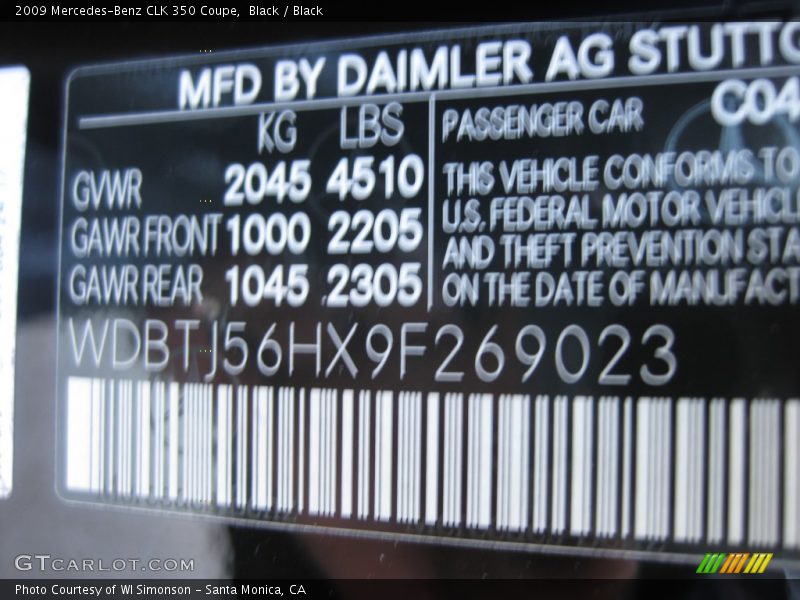 2009 Mercedes-Benz CLK 350 Coupe, Black / Black
MFD BY DAIMLER AG STUTTG
KG LBS
GVWR 2045 4510
GAWR FRONT 1000 2205
GAWR REAR 1045 2305
PASSENGER CAR C04
THIS VEHICLE CONFORMS TO
U.S. FEDERAL MOTOR VEHICL
AND THEFT PREVENTION STA
ON THE DATE OF MANUFACT
WDBTJ56HX9F269023
GTCARLOT.COM
Photo Courtesy of WI Simonson - Santa Monica, CA